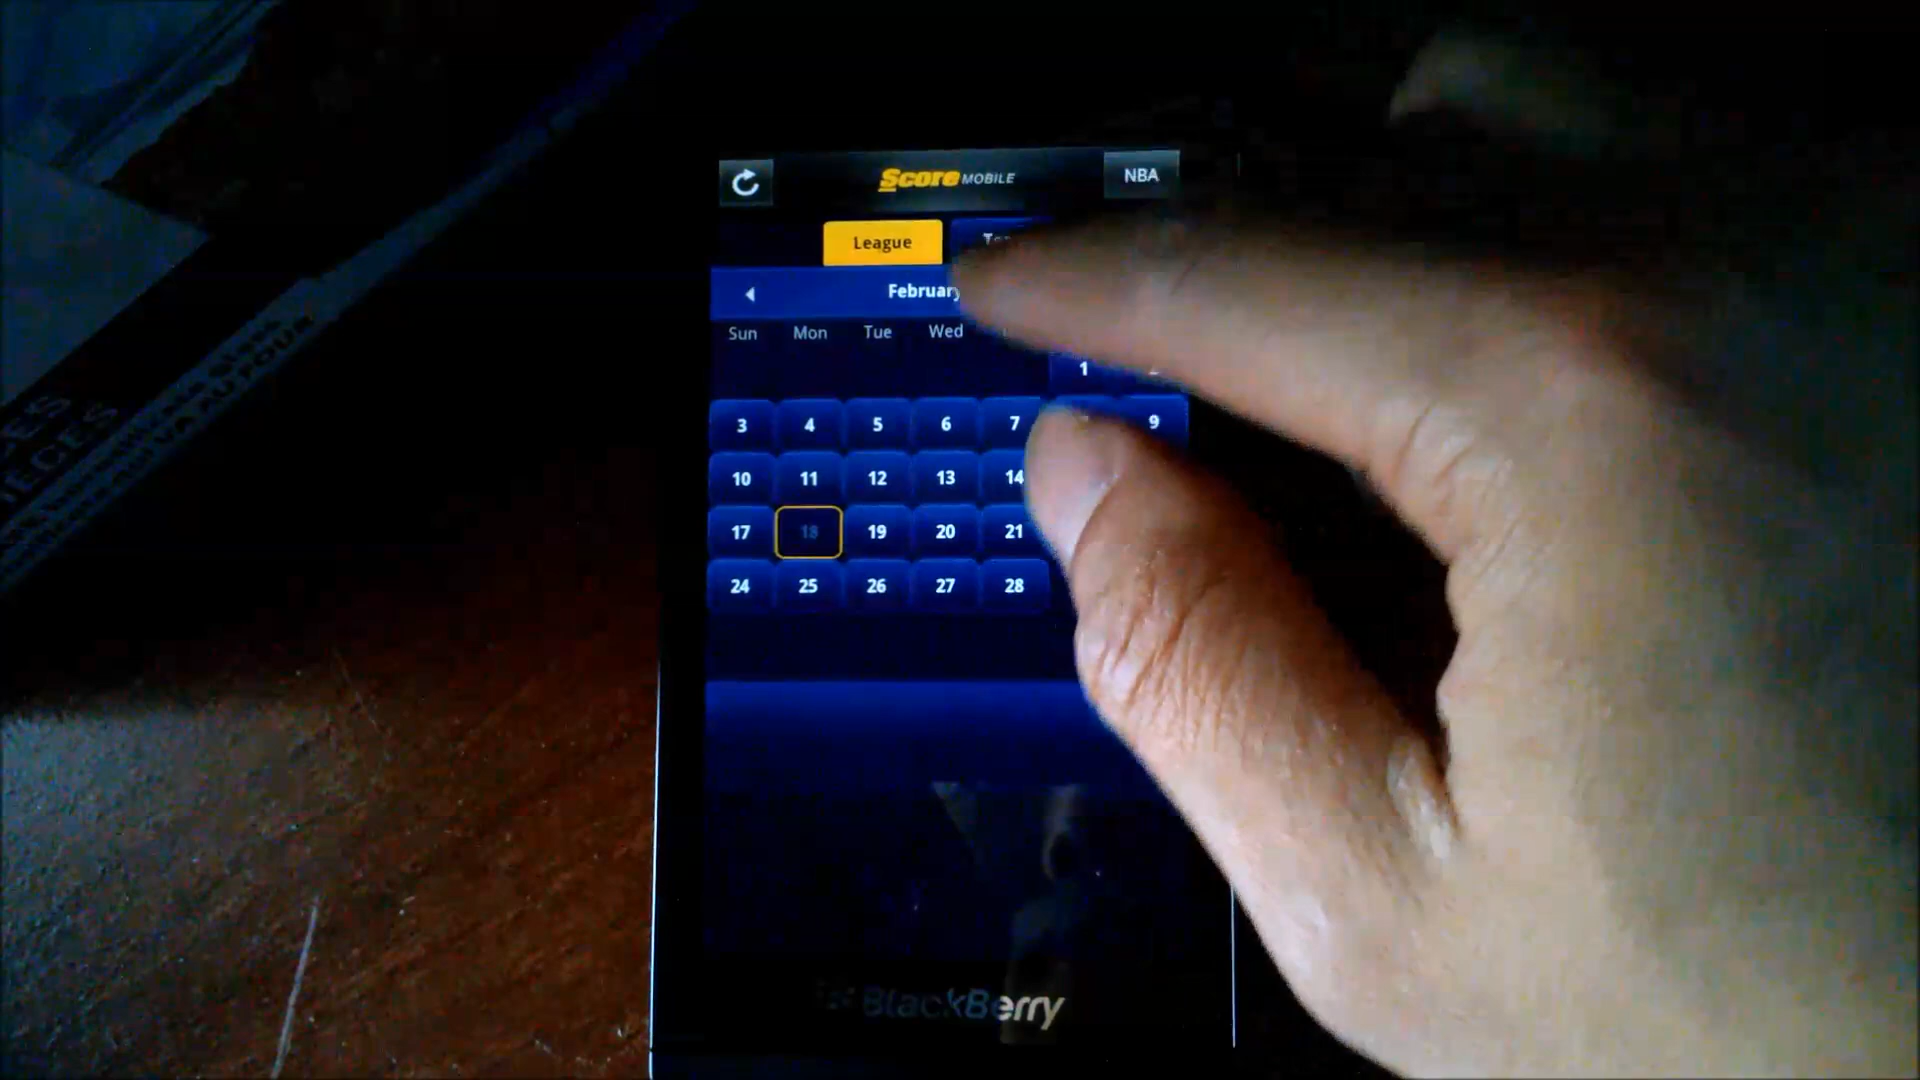 Score MOBILE
NBA
League
February
Sun Mon Tue Wed
1
3 4 5 6 7 9
10 11 12 13 14
17 18 19 20 21
24 25 26 27 28
BlackBerry